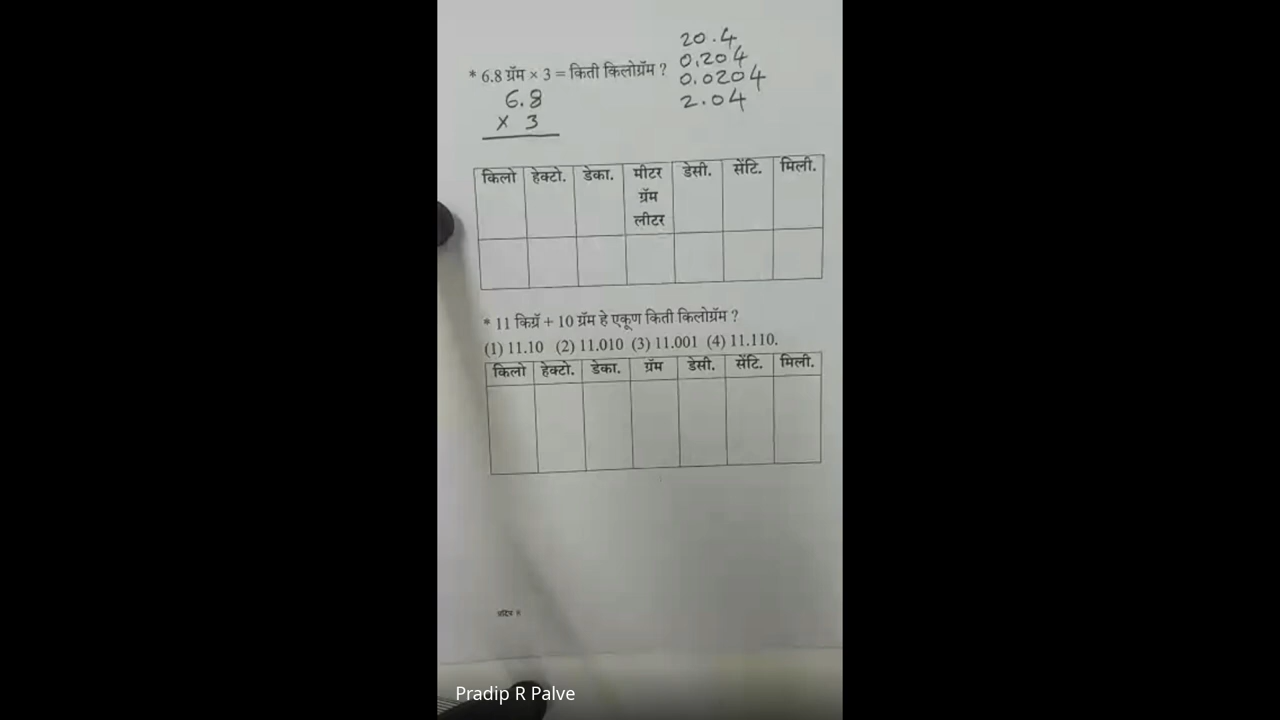 20.4
0.204
* 6.8 ग्रॅम × 3 = किती किलोग्रॅम ?
0.0204
6.8
2.04
× 3
किलो हेक्टो. डेका. मीटर डेसी. सेंटि. मिली.
ग्रॅम
लीटर
* 11 किग्रॅ + 10 ग्रॅम हे एकूण किती किलोग्रॅम ?
(1) 11.10 (2) 11.010 (3) 11.001 (4) 11.110.
किलो हेक्टो. डेका. ग्रॅम डेसी. सेंटि. मिली.
Pradip R Palve